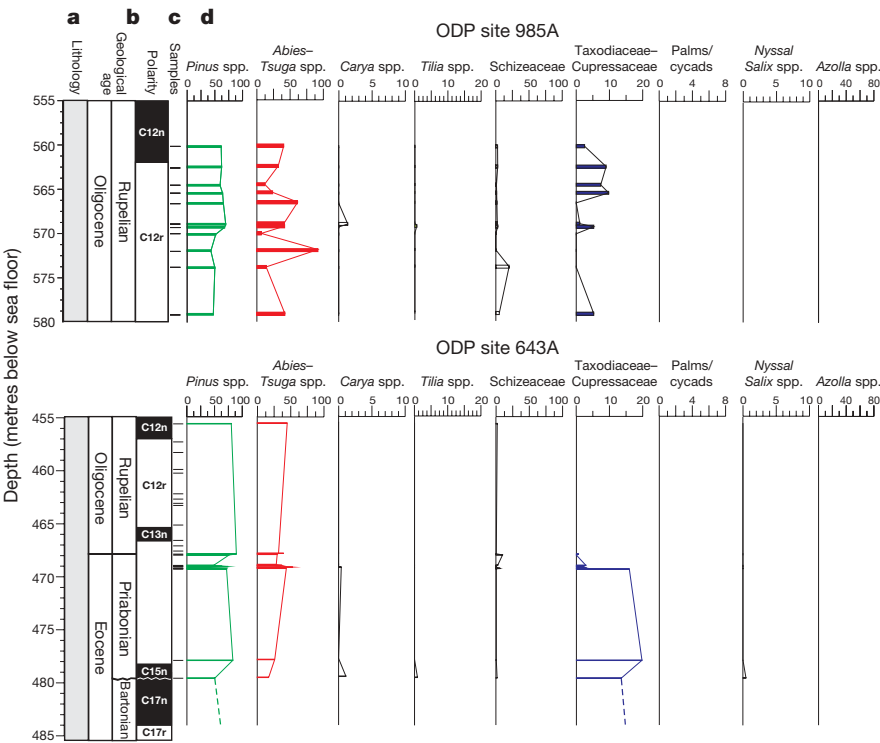 a b c d
ODP site 985A
Lithology
Geological age
Polarity
Samples
Pinus spp.
Abies–
Tsuga spp.
Carya spp.
Tilia spp.
Schizeaceae
Taxodiaceae–
Cupressaceae
Palms/
cycads
Nyssal
Salix spp.
Azolla spp.
0 50 100 0 50 100 0 5 10 0 10 20 0 50 100 0 10 20 0 4 8 0 5 10 0 40 80
555
560
565
570
575
580
Oligocene
Rupelian
C12n
C12r
Depth (metres below sea floor)
ODP site 643A
Pinus spp.
Abies–
Tsuga spp.
Carya spp.
Tilia spp.
Schizeaceae
Taxodiaceae–
Cupressaceae
Palms/
cycads
Nyssal
Salix spp.
Azolla spp.
0 50 100 0 50 100 0 5 10 0 10 20 0 50 100 0 10 20 0 4 8 0 5 10 0 40 80
455
460
465
470
475
480
485
Oligocene
Eocene
Rupelian
Priabonian
Bartonian
C12n
C12r
C13n
C15n
C17n
C17r